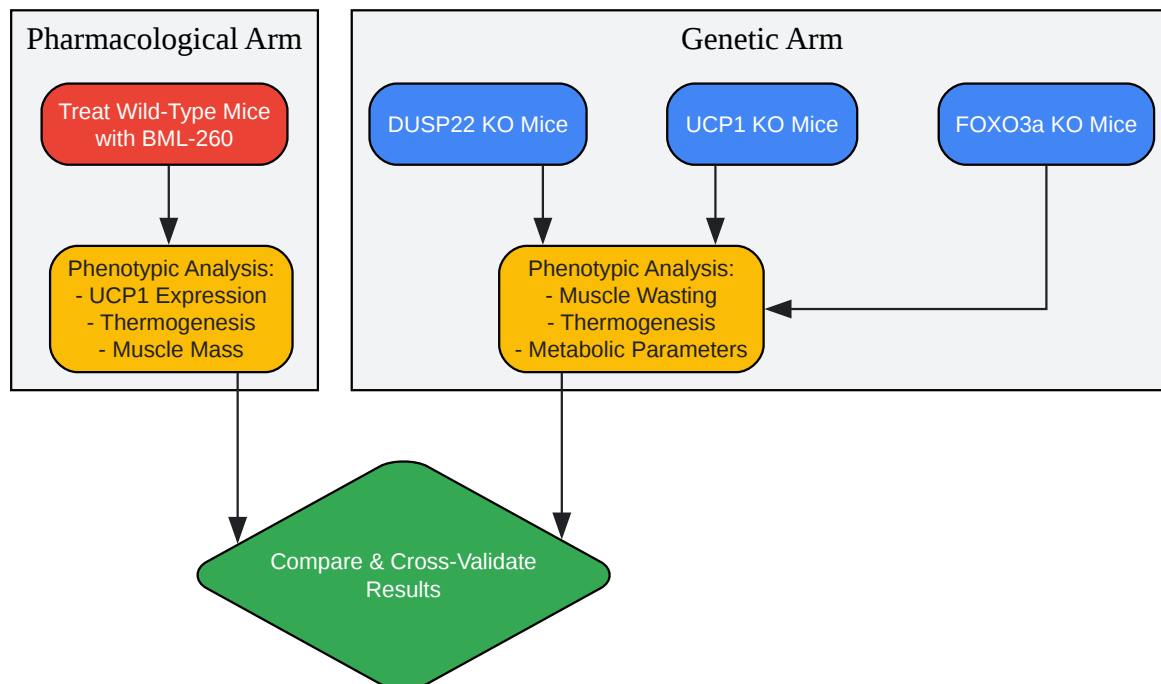 Pharmacological Arm
Treat Wild-Type Mice
with BML-260
Phenotypic Analysis:
- UCP1 Expression
- Thermogenesis
- Muscle Mass
Genetic Arm
DUSP22 KO Mice
UCP1 KO Mice
FOXO3a KO Mice
Phenotypic Analysis:
- Muscle Wasting
- Thermogenesis
- Metabolic Parameters
Compare & Cross-Validate
Results